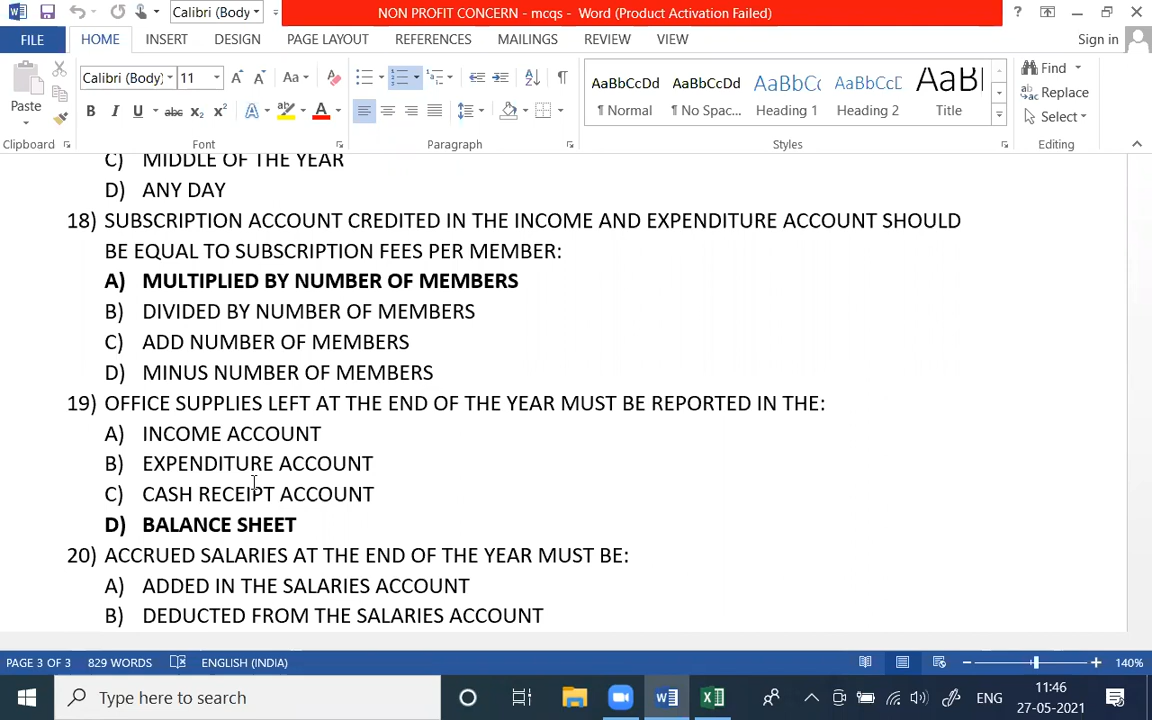 Calibri (Body
NON PROFIT CONCERN - mcqs - Word (Product Activation Failed)
?
FILE
HOME
INSERT
DESIGN
PAGE LAYOUT
REFERENCES
MAILINGS
REVIEW
VIEW
Sign in
Paste
Calibri (Body)
11
A
A
Aa
B
I
U
abc
X₂
X²
A
A
AaBbCcDd
AaBbCcDd
AaBbCc
AaBbCcD
AaBl
¶ Normal
¶ No Spac...
Heading 1
Heading 2
Title
Find
Replace
Select
Clipboard
Font
Paragraph
Styles
Editing
C) MIDDLE OF THE YEAR
D) ANY DAY
18) SUBSCRIPTION ACCOUNT CREDITED IN THE INCOME AND EXPENDITURE ACCOUNT SHOULD
BE EQUAL TO SUBSCRIPTION FEES PER MEMBER:
A) MULTIPLIED BY NUMBER OF MEMBERS
B) DIVIDED BY NUMBER OF MEMBERS
C) ADD NUMBER OF MEMBERS
D) MINUS NUMBER OF MEMBERS
19) OFFICE SUPPLIES LEFT AT THE END OF THE YEAR MUST BE REPORTED IN THE:
A) INCOME ACCOUNT
B) EXPENDITURE ACCOUNT
C) CASH RECEIPT ACCOUNT
D) BALANCE SHEET
20) ACCRUED SALARIES AT THE END OF THE YEAR MUST BE:
A) ADDED IN THE SALARIES ACCOUNT
B) DEDUCTED FROM THE SALARIES ACCOUNT
PAGE 3 OF 3
829 WORDS
ENGLISH (INDIA)
140%
Type here to search
ENG
11:46
27-05-2021